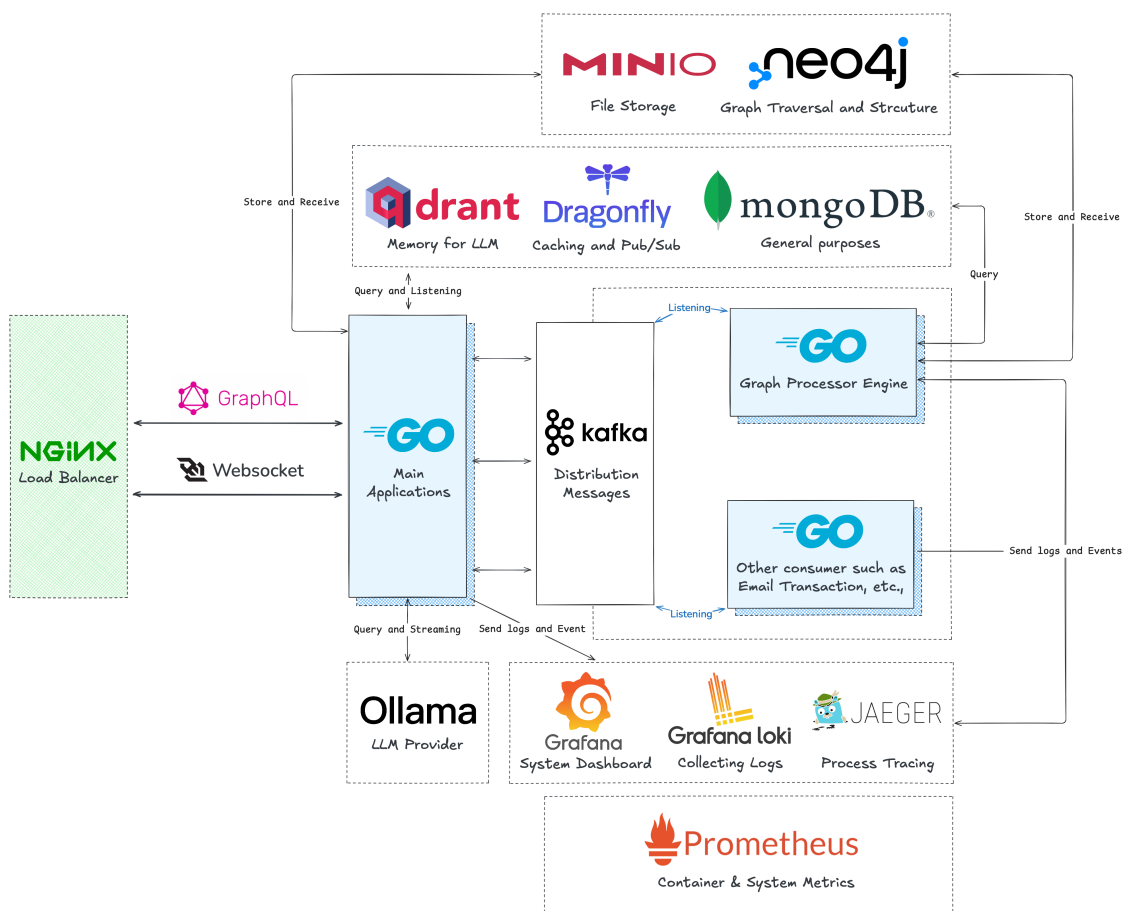 MINIO
neo4j
File Storage
Graph Traversal and Strcuture
Store and Receive
qdrant
Dragonfly
mongoDB®
Memory for LLM
Caching and Pub/Sub
General purposes
Store and Receive
Query
Query and Listening
Listening
GO
Graph Processor Engine
GraphQL
NGINX
Load Balancer
Websocket
GO
Main
Applications
kafka
Distribution
Messages
GO
Other consumer such as
Email Transaction, etc.,
Send logs and Events
Listening
Query and Streaming
Send logs and Event
Ollama
LLM Provider
Grafana
System Dashboard
Grafana loki
Collecting Logs
JAEGER
Process Tracing
Prometheus
Container & System Metrics